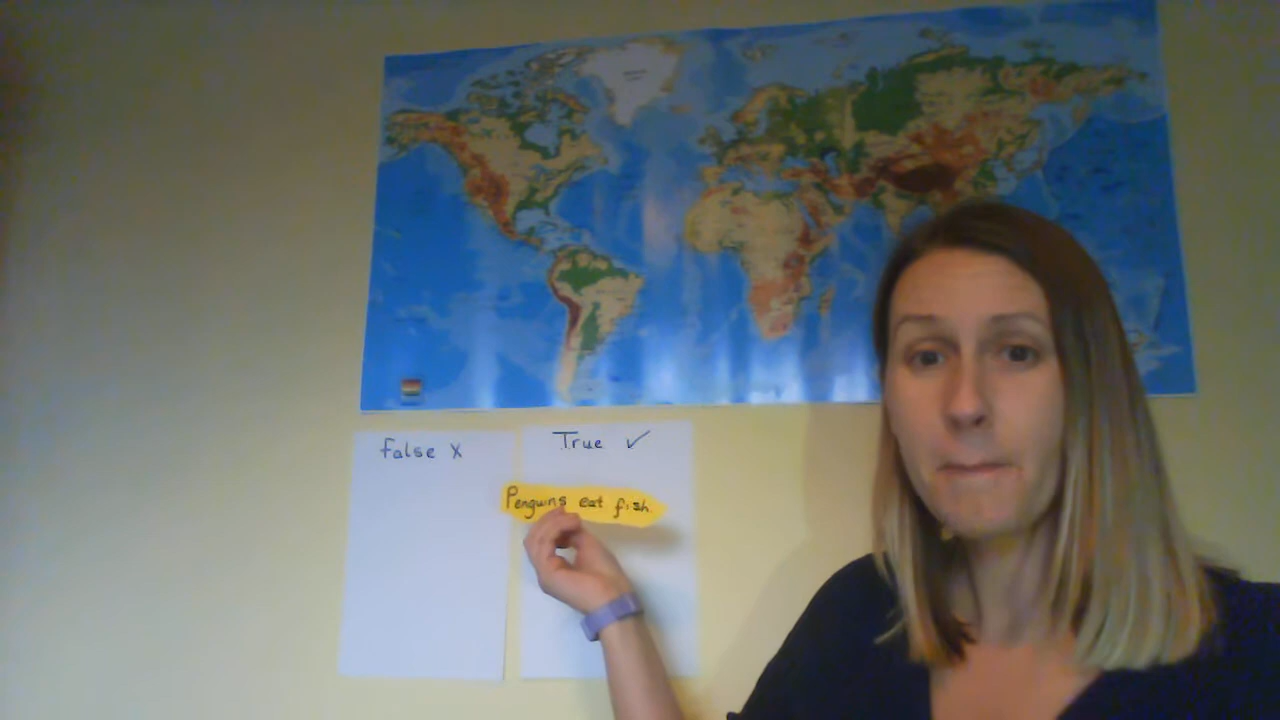 False x
True ✓
Penguins eat fish.